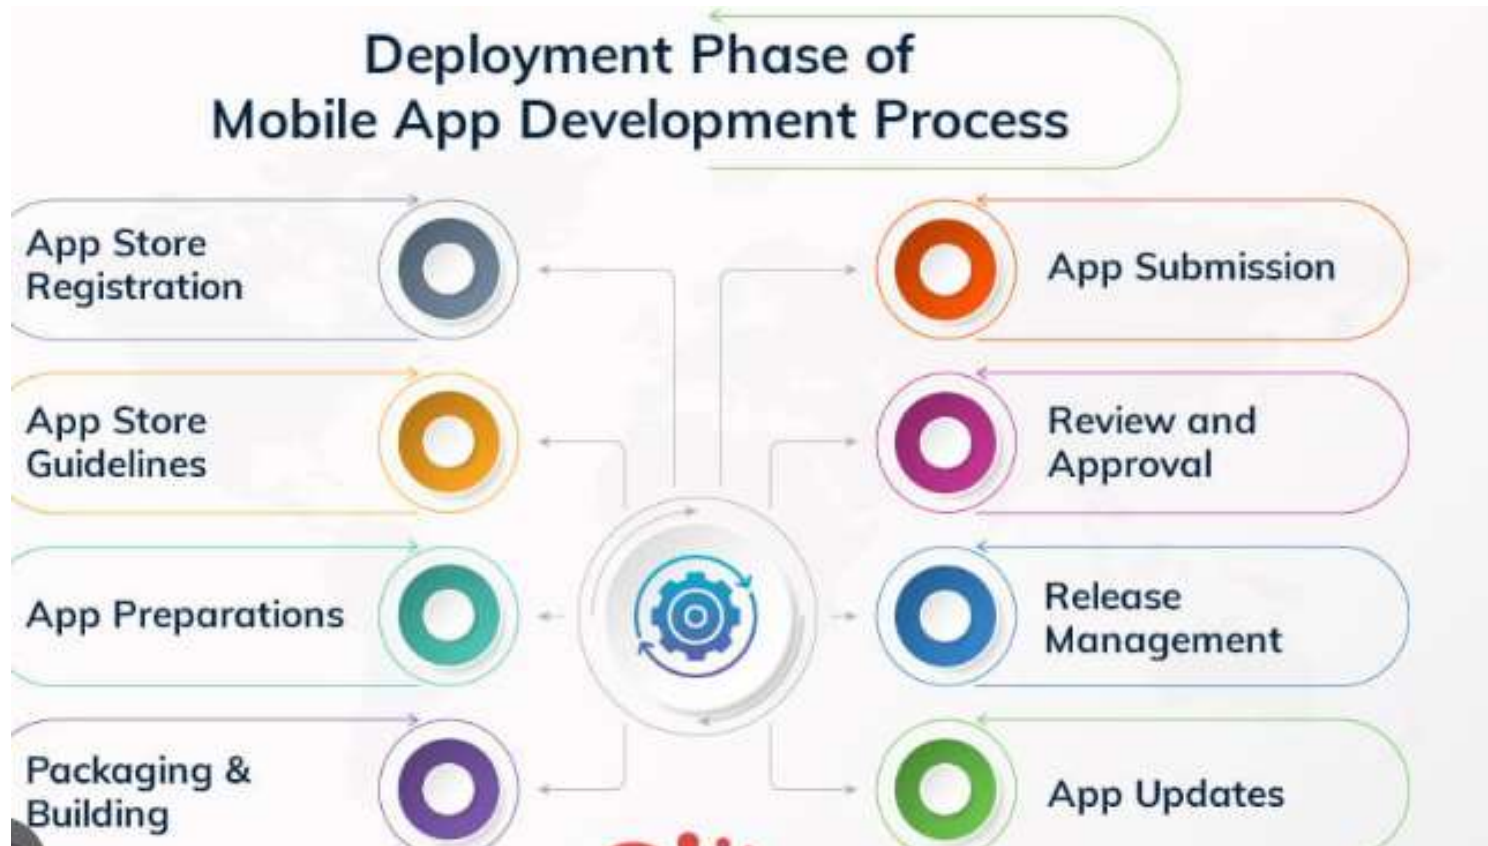 Deployment Phase of
Mobile App Development Process
App Store
Registration
App Store
Guidelines
App Preparations
Packaging &
Building
App Submission
Review and
Approval
Release
Management
App Updates